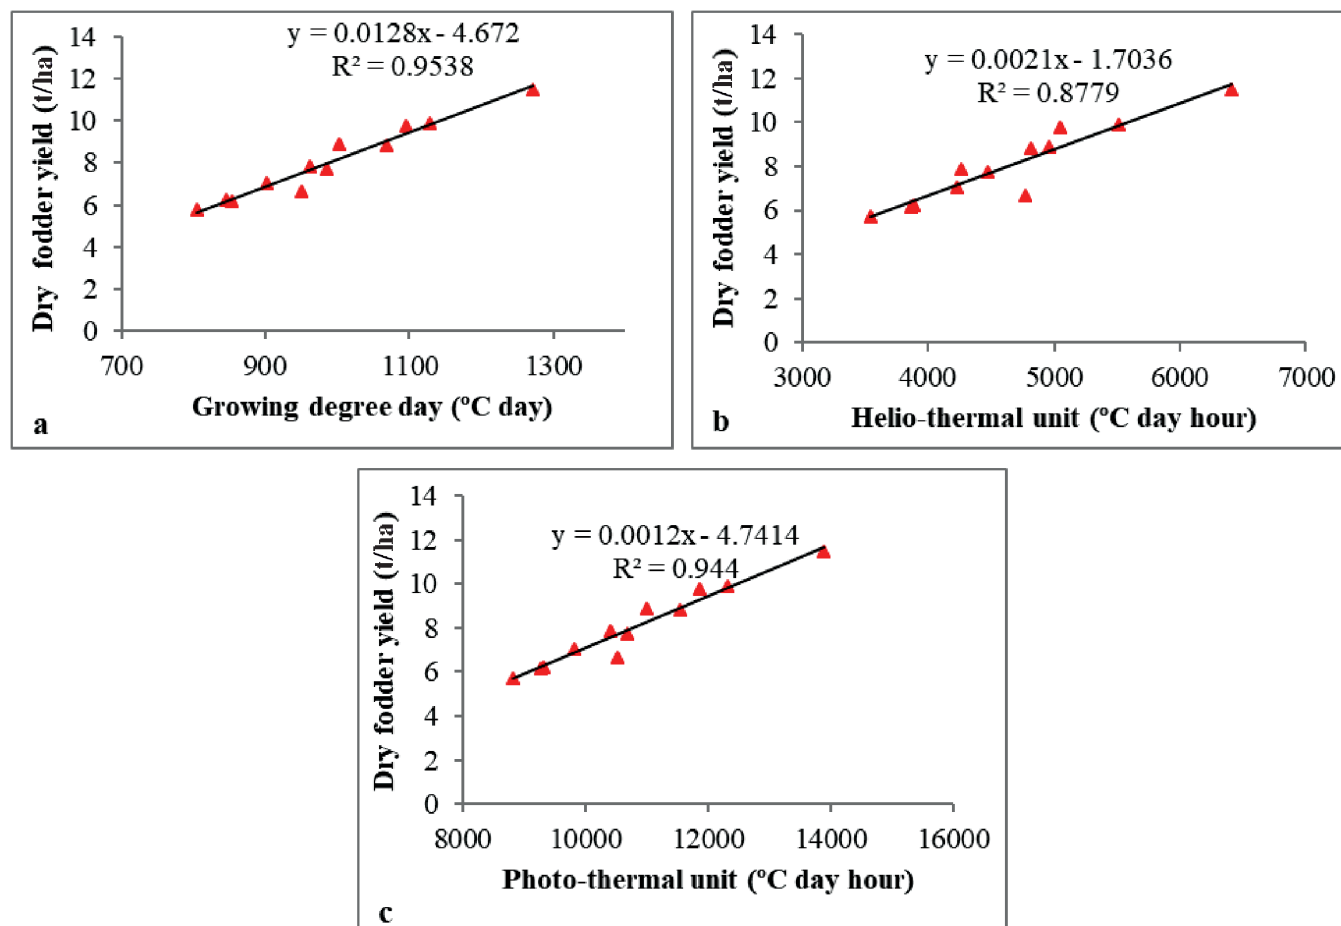 y = 0.0128x - 4.672
R² = 0.9538
14
12
10
8
6
4
2
0
Dry fodder yield (t/ha)
700 900 1100 1300
Growing degree day (ºC day)
a
y = 0.0021x - 1.7036
R² = 0.8779
14
12
10
8
6
4
2
0
Dry fodder yield (t/ha)
3000 4000 5000 6000 7000
Helio-thermal unit (ºC day hour)
b
y = 0.0012x - 4.7414
R² = 0.944
14
12
10
8
6
4
2
0
Dry fodder yield (t/ha)
8000 10000 12000 14000 16000
Photo-thermal unit (ºC day hour)
c